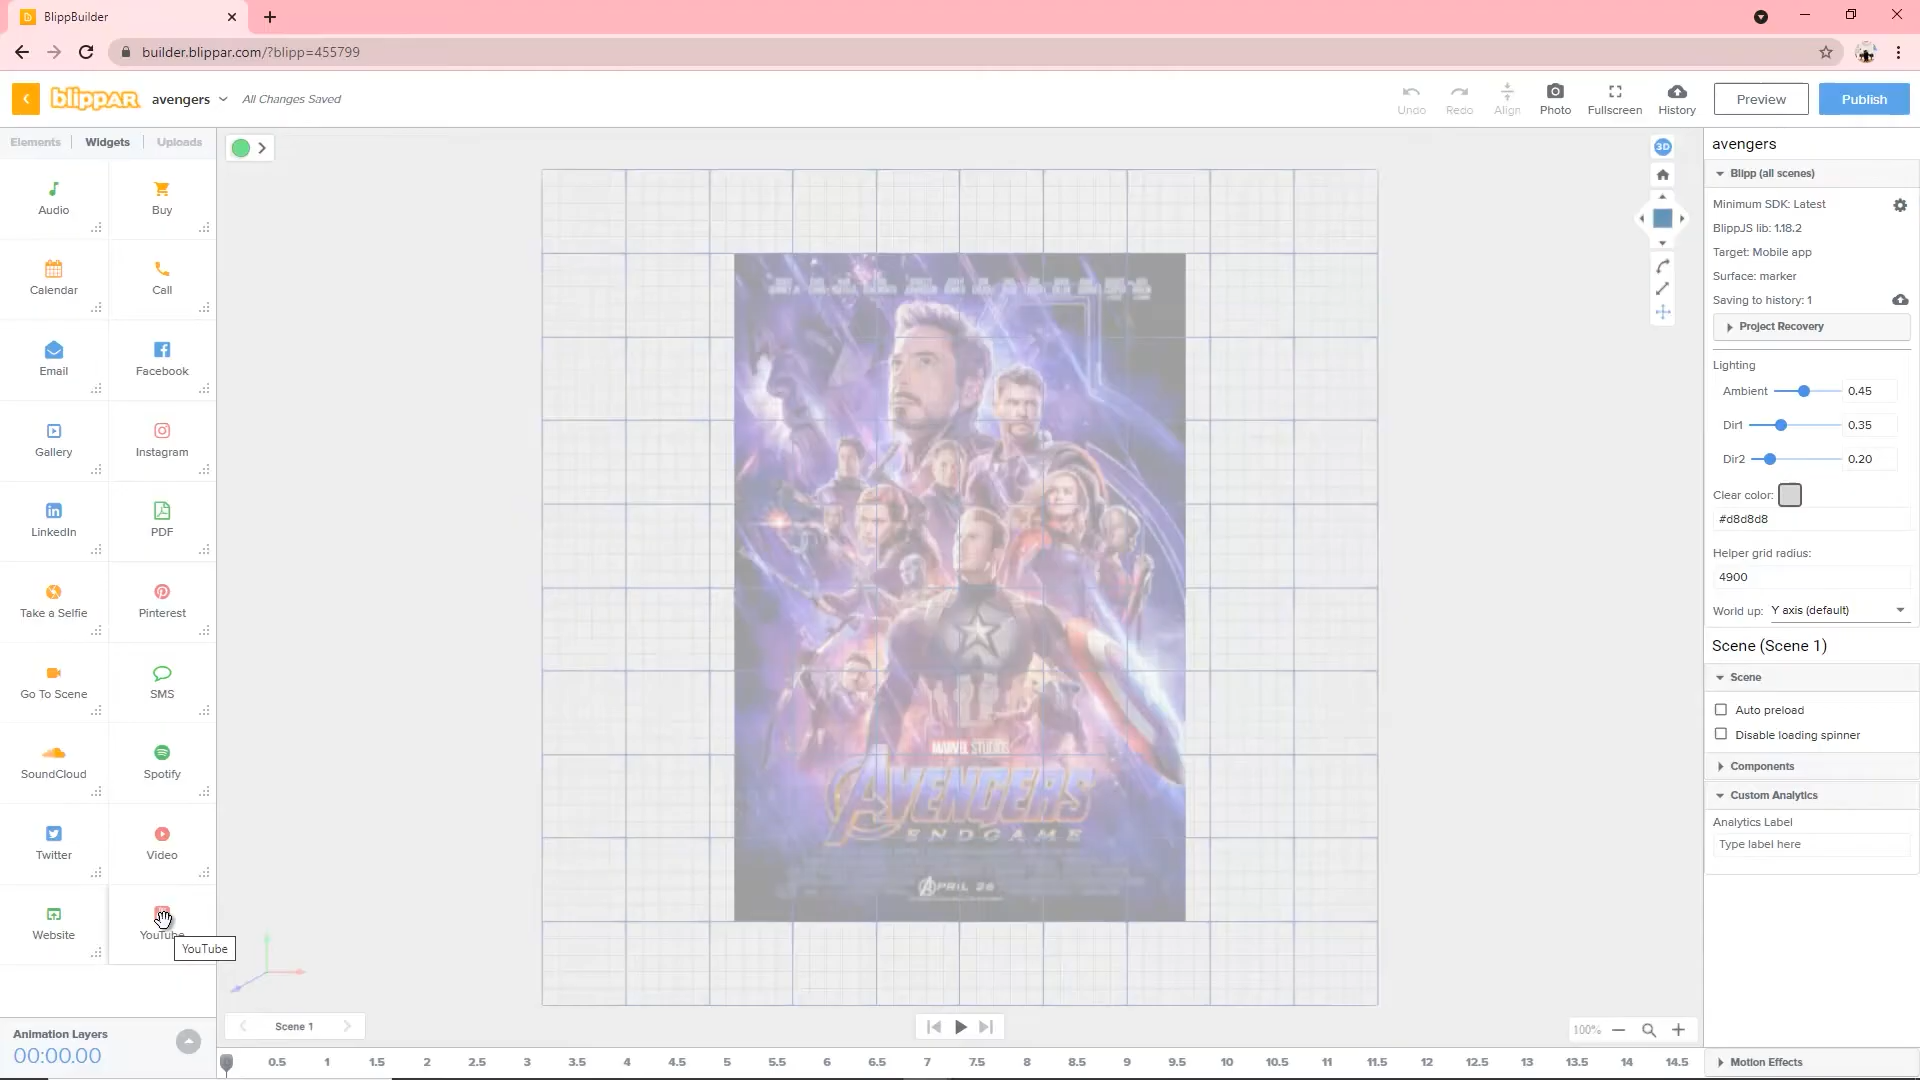 BlippBuilder
builder.blippar.com/?blipp=455799
blippar
avengers
All Changes Saved
Undo
Redo
Align
Photo
Fullscreen
History
Preview
Publish
Elements
Widgets
Uploads
Audio
Buy
Calendar
Call
Email
Facebook
Gallery
Instagram
LinkedIn
PDF
Take a Selfie
Pinterest
Go To Scene
SMS
SoundCloud
Spotify
Twitter
Video
Website
YouTube
YouTube
3D
MARVEL STUDIOS
AVENGERS
ENDGAME
APRIL 26
avengers
Blipp (all scenes)
Minimum SDK: Latest
BlippJS lib: 1.18.2
Target: Mobile app
Surface: marker
Saving to history: 1
Project Recovery
Lighting
Ambient 0.45
Dir1 0.35
Dir2 0.20
Clear color:
#d8d8d8
Helper grid radius:
4900
World up: Y axis (default)
Scene (Scene 1)
Scene
Auto preload
Disable loading spinner
Components
Custom Analytics
Analytics Label
Type label here
Scene 1
100%
Animation Layers
00:00.00
0.5 1 1.5 2 2.5 3 3.5 4 4.5 5 5.5 6 6.5 7 7.5 8 8.5 9 9.5 10 10.5 11 11.5 12 12.5 13 13.5 14 14.5
Motion Effects